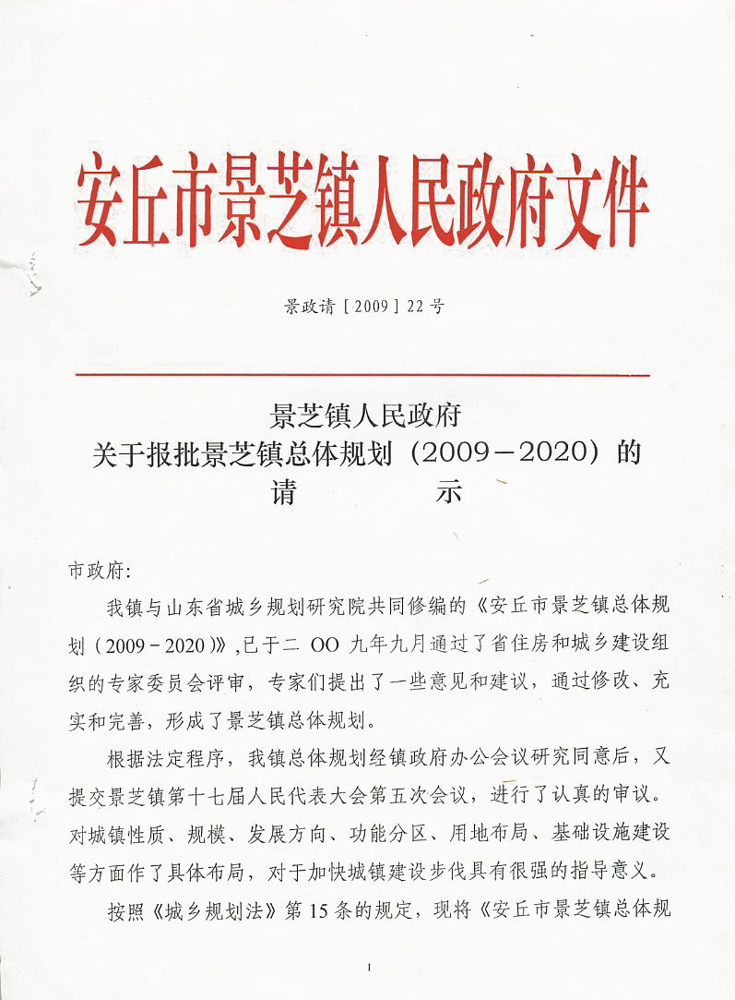 安丘市景芝镇人民政府文件
景政请［2009］22号
景芝镇人民政府
关于报批景芝镇总体规划（2009－2020）的
请 示
市政府：
我镇与山东省城乡规划研究院共同修编的《安丘市景芝镇总体规
划（2009－2020）》,已于二 OO 九年九月通过了省住房和城乡建设组
织的专家委员会评审，专家们提出了一些意见和建议，通过修改、充
实和完善，形成了景芝镇总体规划。
根据法定程序，我镇总体规划经镇政府办公会议研究同意后，又
提交景芝镇第十七届人民代表大会第五次会议，进行了认真的审议。
对城镇性质、规模、发展方向、功能分区、用地布局、基础设施建设
等方面作了具体布局，对于加快城镇建设步伐具有很强的指导意义。
按照《城乡规划法》第 15 条的规定，现将《安丘市景芝镇总体规
1